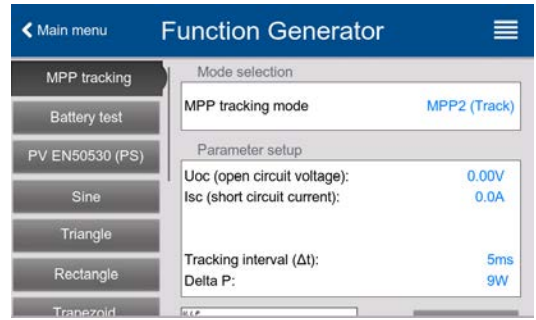 Main menu
Function Generator
MPP tracking
Battery test
PV EN50530 (PS)
Sine
Triangle
Rectangle
Trapezoid
Mode selection
MPP tracking mode MPP2 (Track)
Parameter setup
Uoc (open circuit voltage): 0.00V
Isc (short circuit current): 0.0A
Tracking interval (Δt): 5ms
Delta P: 9W